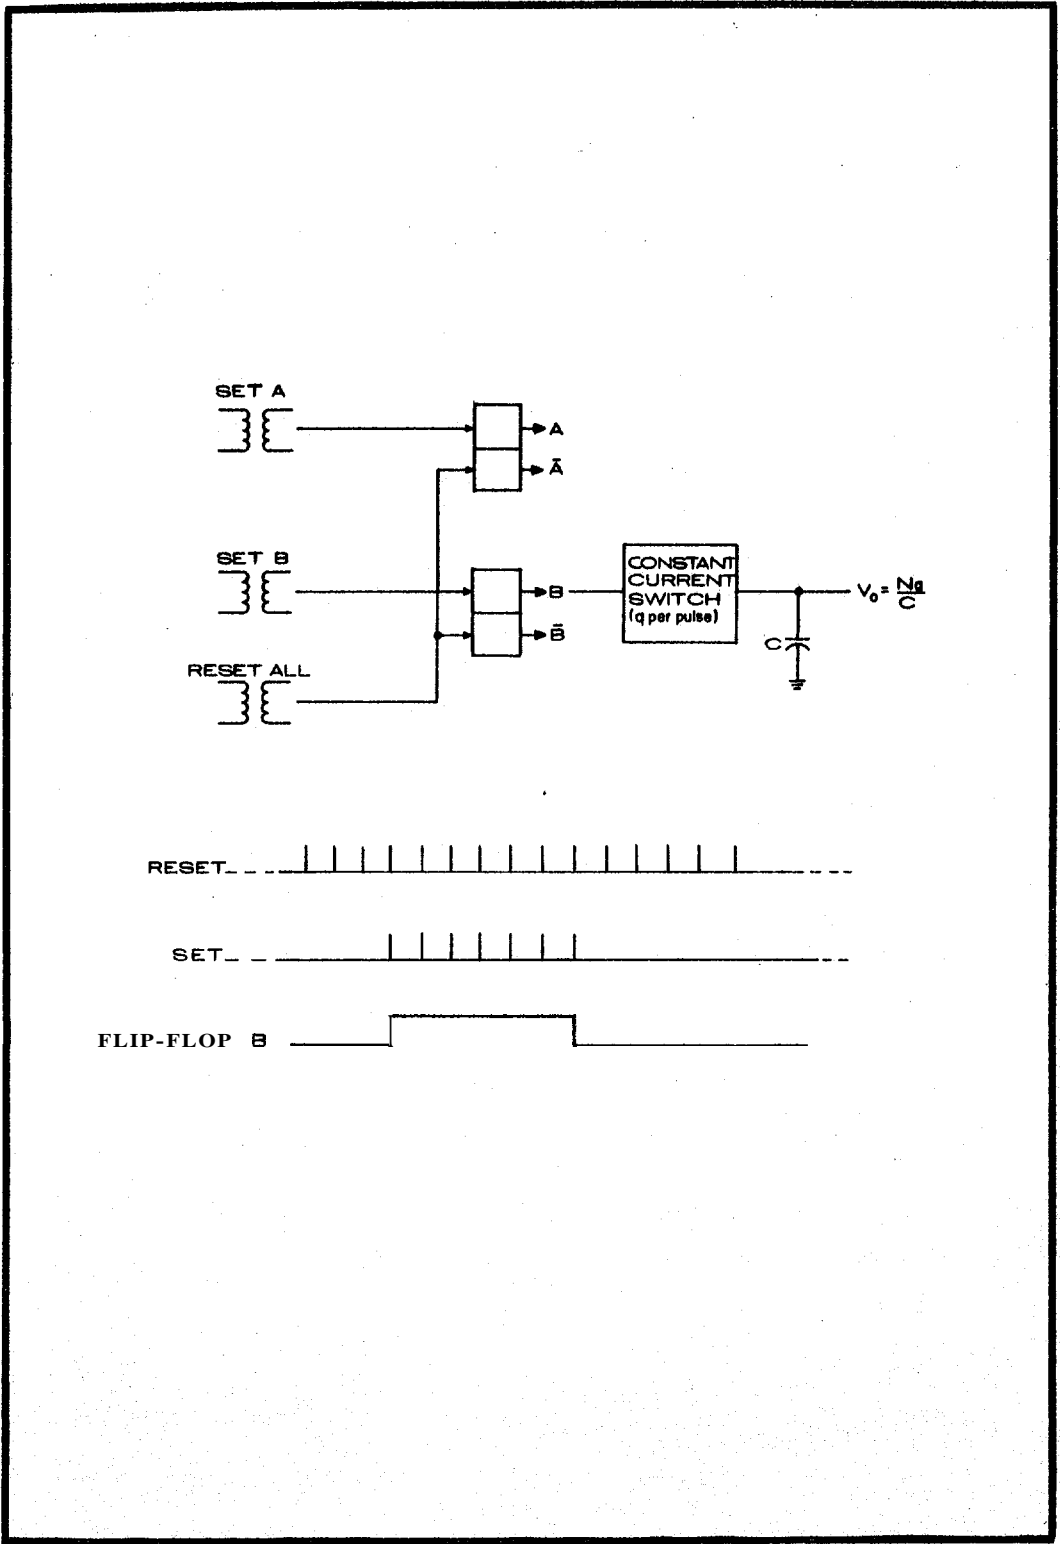 SET A
A
Ā
SET B
B
B̄
CONSTANT
CURRENT
SWITCH
(q per pulse)
V₀ = Nq/C
C
RESET ALL
RESET
SET
FLIP-FLOP B